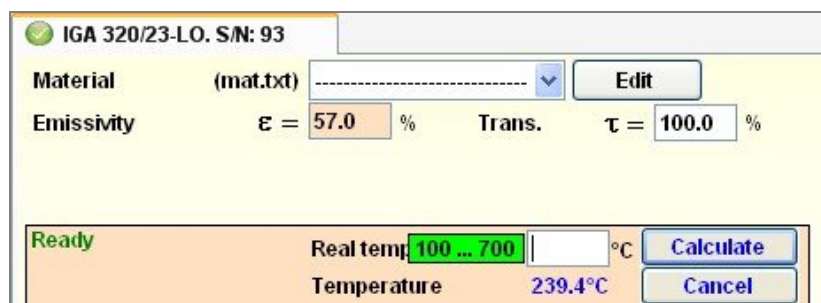 IGA 320/23-LO. S/N: 93
Material (mat.txt) ------------------------------ Edit
Emissivity ε = 57.0 % Trans. τ = 100.0 %
Ready Real temp 100 ... 700 °C Calculate
Temperature 239.4°C Cancel